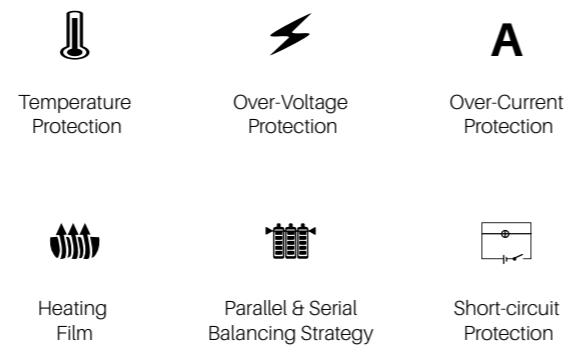 A
Temperature
Protection
Over-Voltage
Protection
Over-Current
Protection
Heating
Film
Parallel & Serial
Balancing Strategy
Short-circuit
Protection